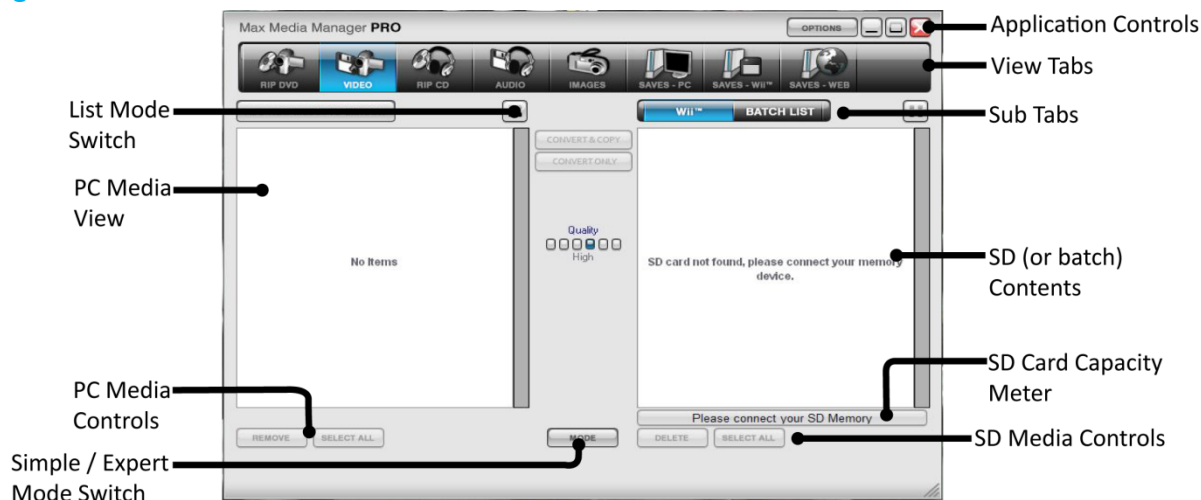 Max Media Manager PRO
OPTIONS
Application Controls
RIP DVD
VIDEO
RIP CD
AUDIO
IMAGES
SAVES - PC
SAVES - Wii™
SAVES - WEB
View Tabs
List Mode
Switch
Wii™
BATCH LIST
Sub Tabs
CONVERT & COPY
CONVERT ONLY
PC Media
View
Quality
High
No Items
SD card not found, please connect your memory
device.
SD (or batch)
Contents
SD Card Capacity
Meter
PC Media
Controls
Please connect your SD Memory
REMOVE
SELECT ALL
MODE
DELETE
SELECT ALL
SD Media Controls
Simple / Expert
Mode Switch